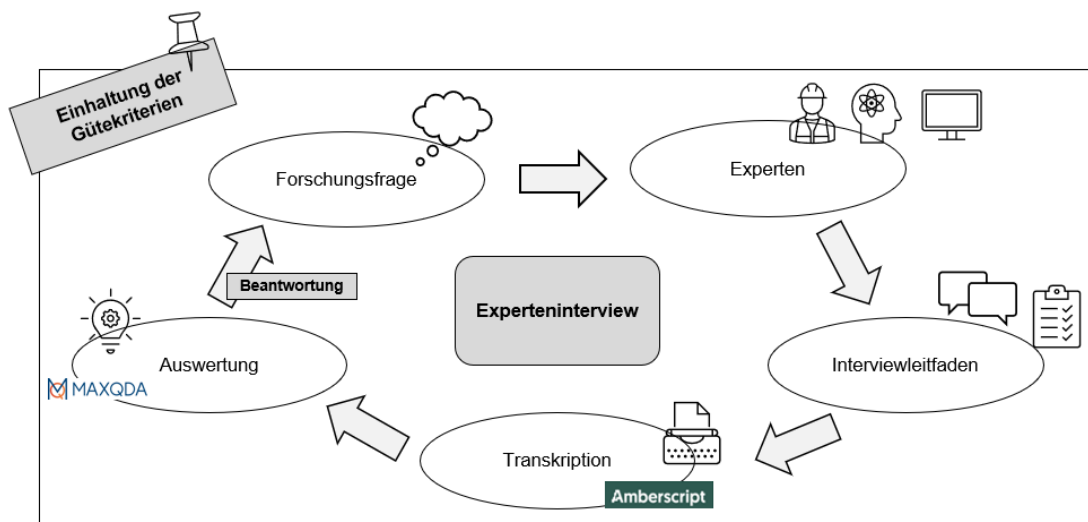 Einhaltung der
Gütekriterien
Forschungsfrage
Experten
Beantwortung
Experteninterview
Auswertung
MAXQDA
Interviewleitfaden
Transkription
Amberscript